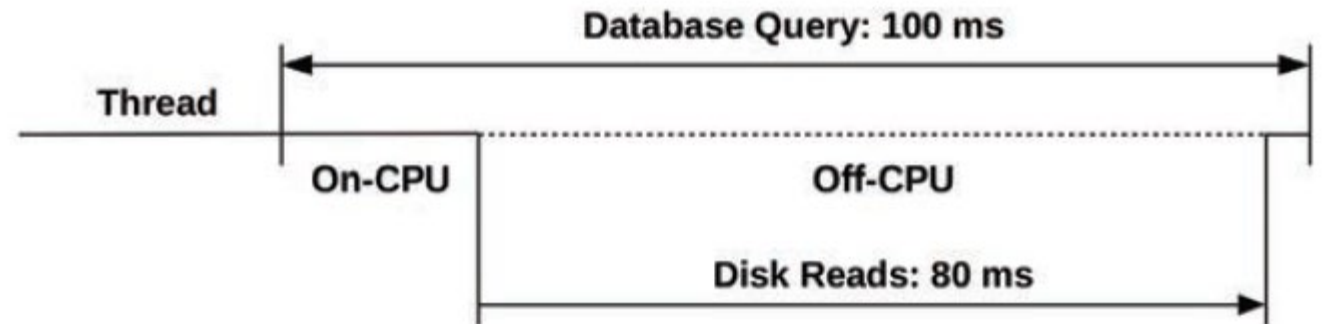 Database Query: 100 ms
Thread
On-CPU
Off-CPU
Disk Reads: 80 ms